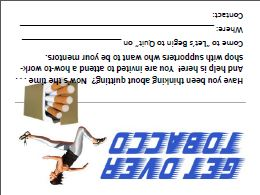 GET OVER
TOBACCO
Have you been thinking about quitting? Now's the time . . .
And help is here! You are invited to attend a how-to-work-
shop with supporters who want to be your mentors.
Come to "Let's Begin to Quit" on
Where:
Contact: